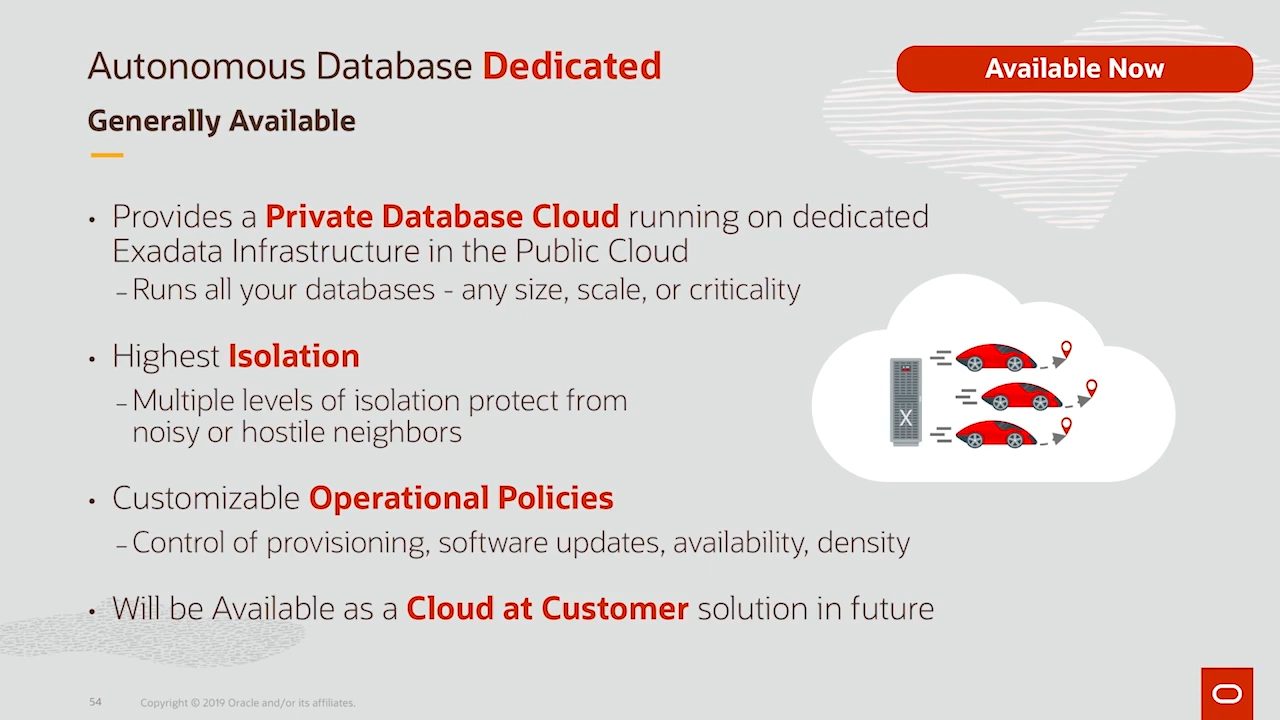 Autonomous Database Dedicated
Available Now
Generally Available
• Provides a Private Database Cloud running on dedicated
Exadata Infrastructure in the Public Cloud
– Runs all your databases - any size, scale, or criticality
• Highest Isolation
– Multiple levels of isolation protect from
noisy or hostile neighbors
• Customizable Operational Policies
– Control of provisioning, software updates, availability, density
• Will be Available as a Cloud at Customer solution in future
X
54
Copyright © 2019 Oracle and/or its affiliates.